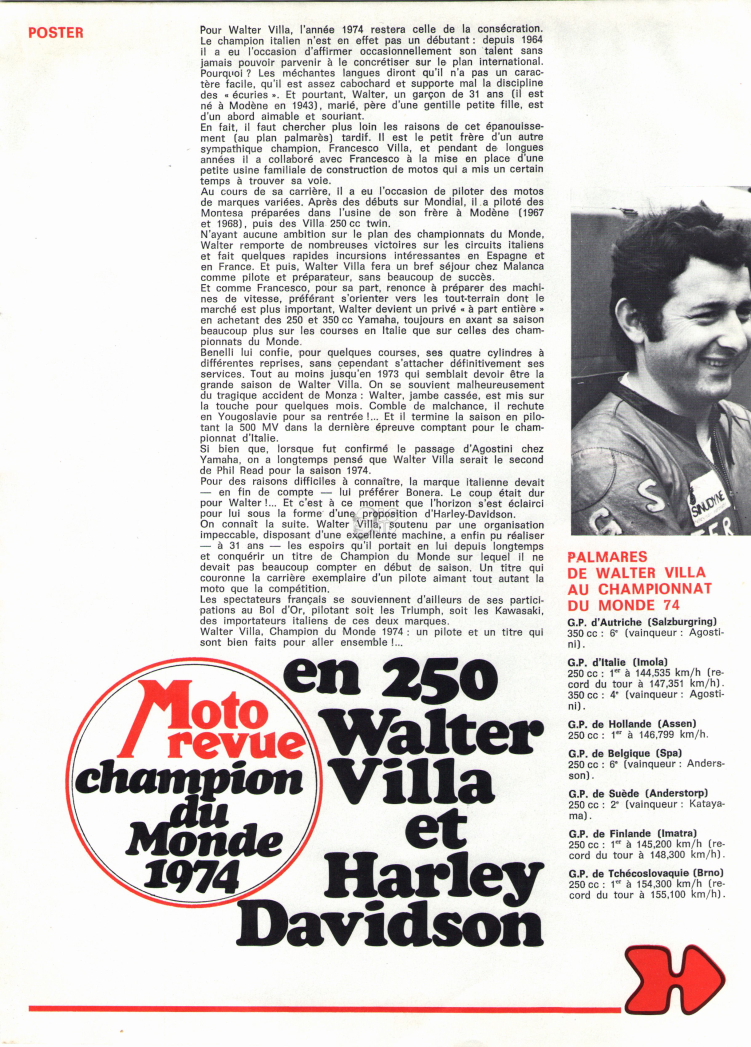 POSTER
Pour Walter Villa, l'année 1974 restera celle de la consécration.
Le champion italien n'est en effet pas un débutant : depuis 1964
il a eu l'occasion d'affirmer occasionnellement son talent sans
jamais pouvoir parvenir à le concrétiser sur le plan international.
Pourquoi ? Les méchantes langues diront qu'il n'a pas un carac-
tère facile, qu'il est assez cabochard et supporte mal la discipline
des « écuries ». Et pourtant, Walter, un garçon de 31 ans (il est
né à Modène en 1943), marié, père d'une gentille petite fille, est
d'un abord aimable et souriant.
En fait, il faut chercher plus loin les raisons de cet épanouisse-
ment (au plan palmarès) tardif. Il est le petit frère d'un autre
sympathique champion, Francesco Villa, et pendant de longues
années il a collaboré avec Francesco à la mise en place d'une
petite usine familiale de construction de motos qui a mis un certain
temps à trouver sa voie.
Au cours de sa carrière, il a eu l'occasion de piloter des motos
de marques variées. Après des débuts sur Mondial, il a piloté des
Montesa préparées dans l'usine de son frère à Modène (1967
et 1968), puis des Villa 250 cc twin.
N'ayant aucune ambition sur le plan des championnats du Monde,
Walter remporte de nombreuses victoires sur les circuits italiens
et fait quelques rapides incursions intéressantes en Espagne et
en France. Et puis, Walter Villa fera un bref séjour chez Malanca
comme pilote et préparateur, sans beaucoup de succès.
Et comme Francesco, pour sa part, renonce à préparer des machi-
nes de vitesse, préférant s'orienter vers les tout-terrain dont le
marché est plus important, Walter devient un privé « à part entière »
en achetant des 250 et 350 cc Yamaha, toujours en axant sa saison
beaucoup plus sur les courses en Italie que sur celles des cham-
pionnats du Monde.
Benelli lui confie, pour quelques courses, ses quatre cylindres à
différentes reprises, sans cependant s'attacher définitivement ses
services. Tout au moins jusqu'en 1973 qui semblait devoir être la
grande saison de Walter Villa. On se souvient malheureusement
du tragique accident de Monza : Walter, jambe cassée, est mis sur
la touche pour quelques mois. Comble de malchance, il rechute
en Yougoslavie pour sa rentrée !... Et il termine la saison en pilo-
tant la 500 MV dans la dernière épreuve comptant pour le cham-
pionnat d'Italie.
Si bien que, lorsque fut confirmé le passage d'Agostini chez
Yamaha, on a longtemps pensé que Walter Villa serait le second
de Phil Read pour la saison 1974.
Pour des raisons difficiles à connaître, la marque italienne devait
— en fin de compte — lui préférer Bonera. Le coup était dur
pour Walter !... Et c'est à ce moment que l'horizon s'est éclairci
pour lui sous la forme d'une proposition d'Harley-Davidson.
On connaît la suite. Walter Villa, soutenu par une organisation
impeccable, disposant d'une excellente machine, a enfin pu réaliser
— à 31 ans — les espoirs qu'il portait en lui depuis longtemps
et conquérir un titre de Champion du Monde sur lequel il ne
devait pas beaucoup compter en début de saison. Un titre qui
couronne la carrière exemplaire d'un pilote aimant tout autant la
moto que la compétition.
Les spectateurs français se souviennent d'ailleurs de ses partici-
pations au Bol d'Or, pilotant soit les Triumph, soit les Kawasaki,
des importateurs italiens de ces deux marques.
Walter Villa, Champion du Monde 1974 : un pilote et un titre qui
sont bien faits pour aller ensemble !...
Moto
revue
champion
du
Monde
1974
en 250
Walter
Villa
et
Harley
Davidson
SINUDYNE
G S
PALMARES
DE WALTER VILLA
AU CHAMPIONNAT
DU MONDE 74
G.P. d'Autriche (Salzburgring)
350 cc : 6e (vainqueur : Agosti-
ni).
G.P. d'Italie (Imola)
250 cc : 1er à 144,535 km/h (re-
cord du tour à 147,351 km/h).
350 cc : 4e (vainqueur : Agosti-
ni).
G.P. de Hollande (Assen)
250 cc : 1er à 146,799 km/h.
G.P. de Belgique (Spa)
250 cc : 6e (vainqueur : Anders-
son).
G.P. de Suède (Anderstorp)
250 cc : 2e (vainqueur : Kataya-
ma).
G.P. de Finlande (Imatra)
250 cc : 1er à 145,200 km/h (re-
cord du tour à 148,300 km/h).
G.P. de Tchécoslovaquie (Brno)
250 cc : 1er à 154,300 km/h (re-
cord du tour à 155,100 km/h).